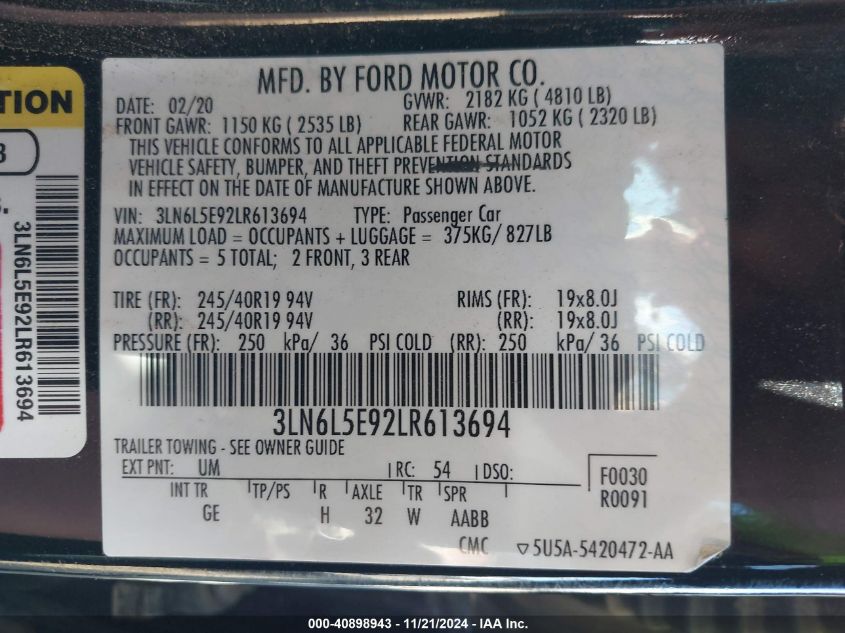 TION
3
S.
3LN6L5E92LR613694
MFD. BY FORD MOTOR CO.
DATE: 02/20 GVWR: 2182 KG ( 4810 LB)
FRONT GAWR: 1150 KG ( 2535 LB) REAR GAWR: 1052 KG ( 2320 LB)
THIS VEHICLE CONFORMS TO ALL APPLICABLE FEDERAL MOTOR
VEHICLE SAFETY, BUMPER, AND THEFT PREVENTION STANDARDS
IN EFFECT ON THE DATE OF MANUFACTURE SHOWN ABOVE.
VIN: 3LN6L5E92LR613694 TYPE: Passenger Car
MAXIMUM LOAD = OCCUPANTS + LUGGAGE = 375KG/ 827LB
OCCUPANTS = 5 TOTAL; 2 FRONT, 3 REAR
TIRE (FR): 245/40R19 94V RIMS (FR): 19x8.0J
(RR): 245/40R19 94V (RR): 19x8.0J
PRESSURE (FR): 250 kPa/ 36 PSI COLD (RR): 250 kPa/ 36 PSI COLD
3LN6L5E92LR613694
TRAILER TOWING - SEE OWNER GUIDE
EXT PNT: UM RC: 54 DSO: F0030
INT TR TP/PS R AXLE TR SPR R0091
GE H 32 W AABB
CMC ▽5U5A-5420472-AA
000-40898943 - 11/21/2024 - IAA Inc.